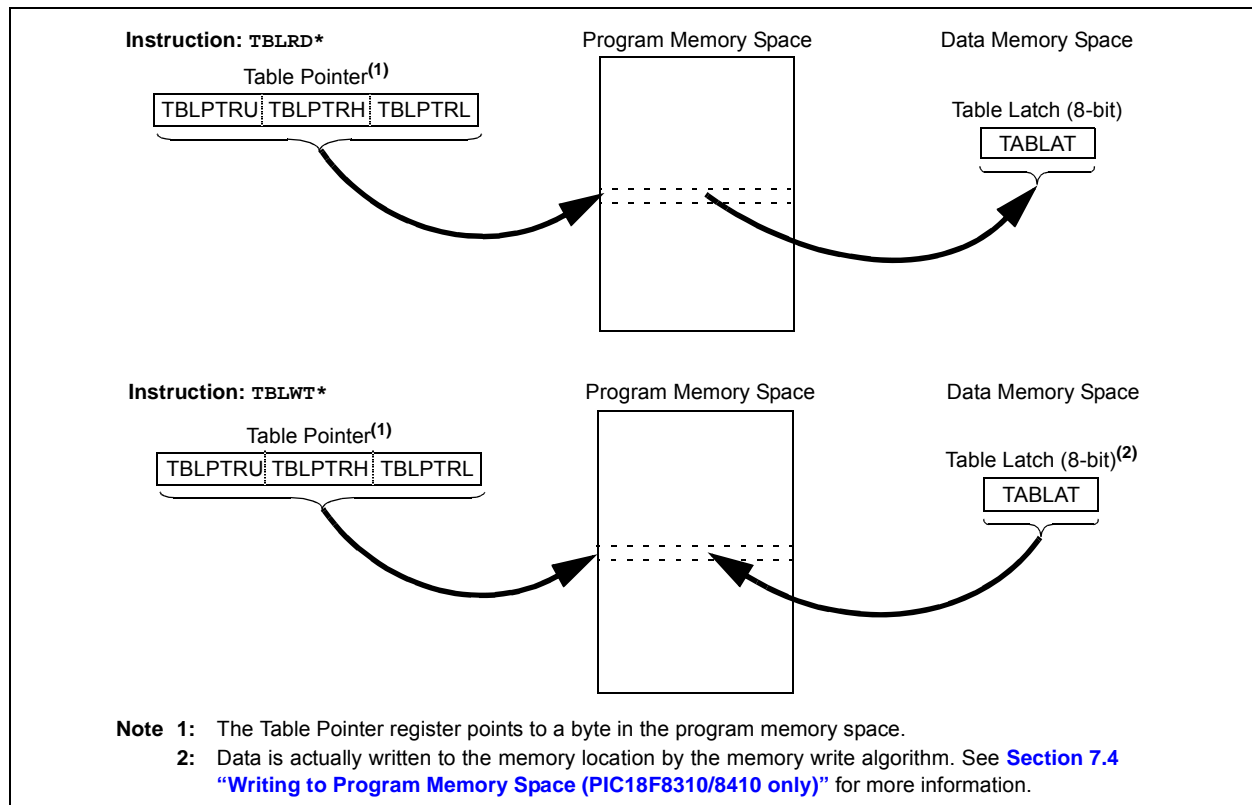 Instruction: TBLRD* Program Memory Space Data Memory Space
Table Pointer(1)
Table Latch (8-bit)
TBLPTRU TBLPTRH TBLPTRL
TABLAT
Instruction: TBLWT* Program Memory Space Data Memory Space
Table Pointer(1)
Table Latch (8-bit)(2)
TBLPTRU TBLPTRH TBLPTRL
TABLAT
Note 1: The Table Pointer register points to a byte in the program memory space.
2: Data is actually written to the memory location by the memory write algorithm. See Section 7.4
“Writing to Program Memory Space (PIC18F8310/8410 only)” for more information.